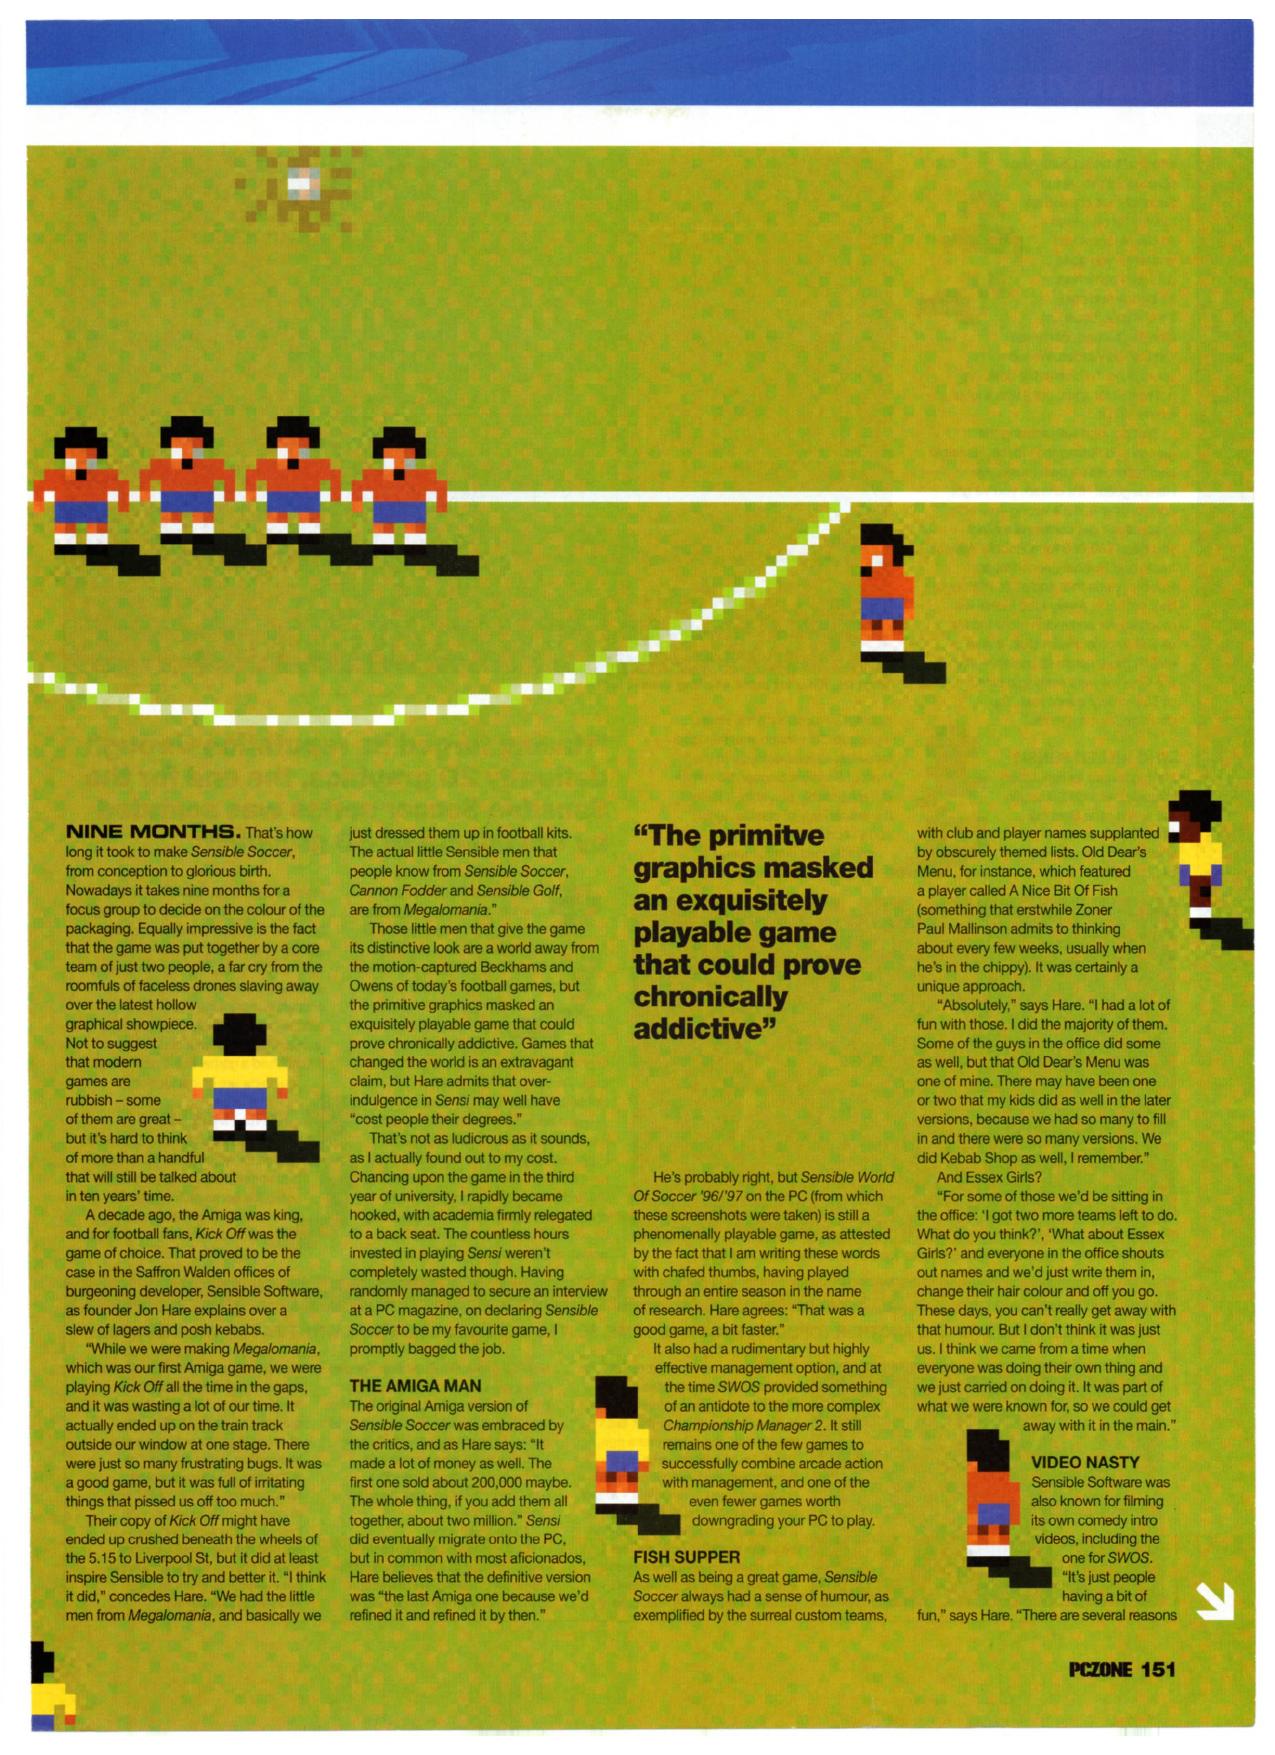 NINE MONTHS. That's how
long it took to make Sensible Soccer,
from conception to glorious birth.
Nowadays it takes nine months for a
focus group to decide on the colour of the
packaging. Equally impressive is the fact
that the game was put together by a core
team of just two people, a far cry from the
roomfuls of faceless drones slaving away
over the latest hollow
graphical showpiece.
Not to suggest
that modern
games are
rubbish – some
of them are great –
but it's hard to think
of more than a handful
that will still be talked about
in ten years' time.
A decade ago, the Amiga was king,
and for football fans, Kick Off was the
game of choice. That proved to be the
case in the Saffron Walden offices of
burgeoning developer, Sensible Software,
as founder Jon Hare explains over a
slew of lagers and posh kebabs.
"While we were making Megalomania,
which was our first Amiga game, we were
playing Kick Off all the time in the gaps,
and it was wasting a lot of our time. It
actually ended up on the train track
outside our window at one stage. There
were just so many frustrating bugs. It was
a good game, but it was full of irritating
things that pissed us off too much."
Their copy of Kick Off might have
ended up crushed beneath the wheels of
the 5.15 to Liverpool St, but it did at least
inspire Sensible to try and better it. "I think
it did," concedes Hare. "We had the little
men from Megalomania, and basically we
just dressed them up in football kits.
The actual little Sensible men that
people know from Sensible Soccer,
Cannon Fodder and Sensible Golf,
are from Megalomania."
Those little men that give the game
its distinctive look are a world away from
the motion-captured Beckhams and
Owens of today's football games, but
the primitive graphics masked an
exquisitely playable game that could
prove chronically addictive. Games that
changed the world is an extravagant
claim, but Hare admits that over-
indulgence in Sensi may well have
"cost people their degrees."
That's not as ludicrous as it sounds,
as I actually found out to my cost.
Chancing upon the game in the third
year of university, I rapidly became
hooked, with academia firmly relegated
to a back seat. The countless hours
invested in playing Sensi weren't
completely wasted though. Having
randomly managed to secure an interview
at a PC magazine, on declaring Sensible
Soccer to be my favourite game, I
promptly bagged the job.
THE AMIGA MAN
The original Amiga version of
Sensible Soccer was embraced by
the critics, and as Hare says: "It
made a lot of money as well. The
first one sold about 200,000 maybe.
The whole thing, if you add them all
together, about two million." Sensi
did eventually migrate onto the PC,
but in common with most aficionados,
Hare believes that the definitive version
was "the last Amiga one because we'd
refined it and refined it by then."
"The primitve
graphics masked
an exquisitely
playable game
that could prove
chronically
addictive"
He's probably right, but Sensible World
Of Soccer '96/'97 on the PC (from which
these screenshots were taken) is still a
phenomenally playable game, as attested
by the fact that I am writing these words
with chafed thumbs, having played
through an entire season in the name
of research. Hare agrees: "That was a
good game, a bit faster."
It also had a rudimentary but highly
effective management option, and at
the time SWOS provided something
of an antidote to the more complex
Championship Manager 2. It still
remains one of the few games to
successfully combine arcade action
with management, and one of the
even fewer games worth
downgrading your PC to play.
FISH SUPPER
As well as being a great game, Sensible
Soccer always had a sense of humour, as
exemplified by the surreal custom teams,
with club and player names supplanted
by obscurely themed lists. Old Dear's
Menu, for instance, which featured
a player called A Nice Bit Of Fish
(something that erstwhile Zoner
Paul Mallinson admits to thinking
about every few weeks, usually when
he's in the chippy). It was certainly a
unique approach.
"Absolutely," says Hare. "I had a lot of
fun with those. I did the majority of them.
Some of the guys in the office did some
as well, but that Old Dear's Menu was
one of mine. There may have been one
or two that my kids did as well in the later
versions, because we had so many to fill
in and there were so many versions. We
did Kebab Shop as well, I remember."
And Essex Girls?
"For some of those we'd be sitting in
the office: 'I got two more teams left to do.
What do you think?', 'What about Essex
Girls?' and everyone in the office shouts
out names and we'd just write them in,
change their hair colour and off you go.
These days, you can't really get away with
that humour. But I don't think it was just
us. I think we came from a time when
everyone was doing their own thing and
we just carried on doing it. It was part of
what we were known for, so we could get
away with it in the main."
VIDEO NASTY
Sensible Software was
also known for filming
its own comedy intro
videos, including the
one for SWOS.
"It's just people
having a bit of
fun," says Hare. "There are several reasons
PCZONE 151